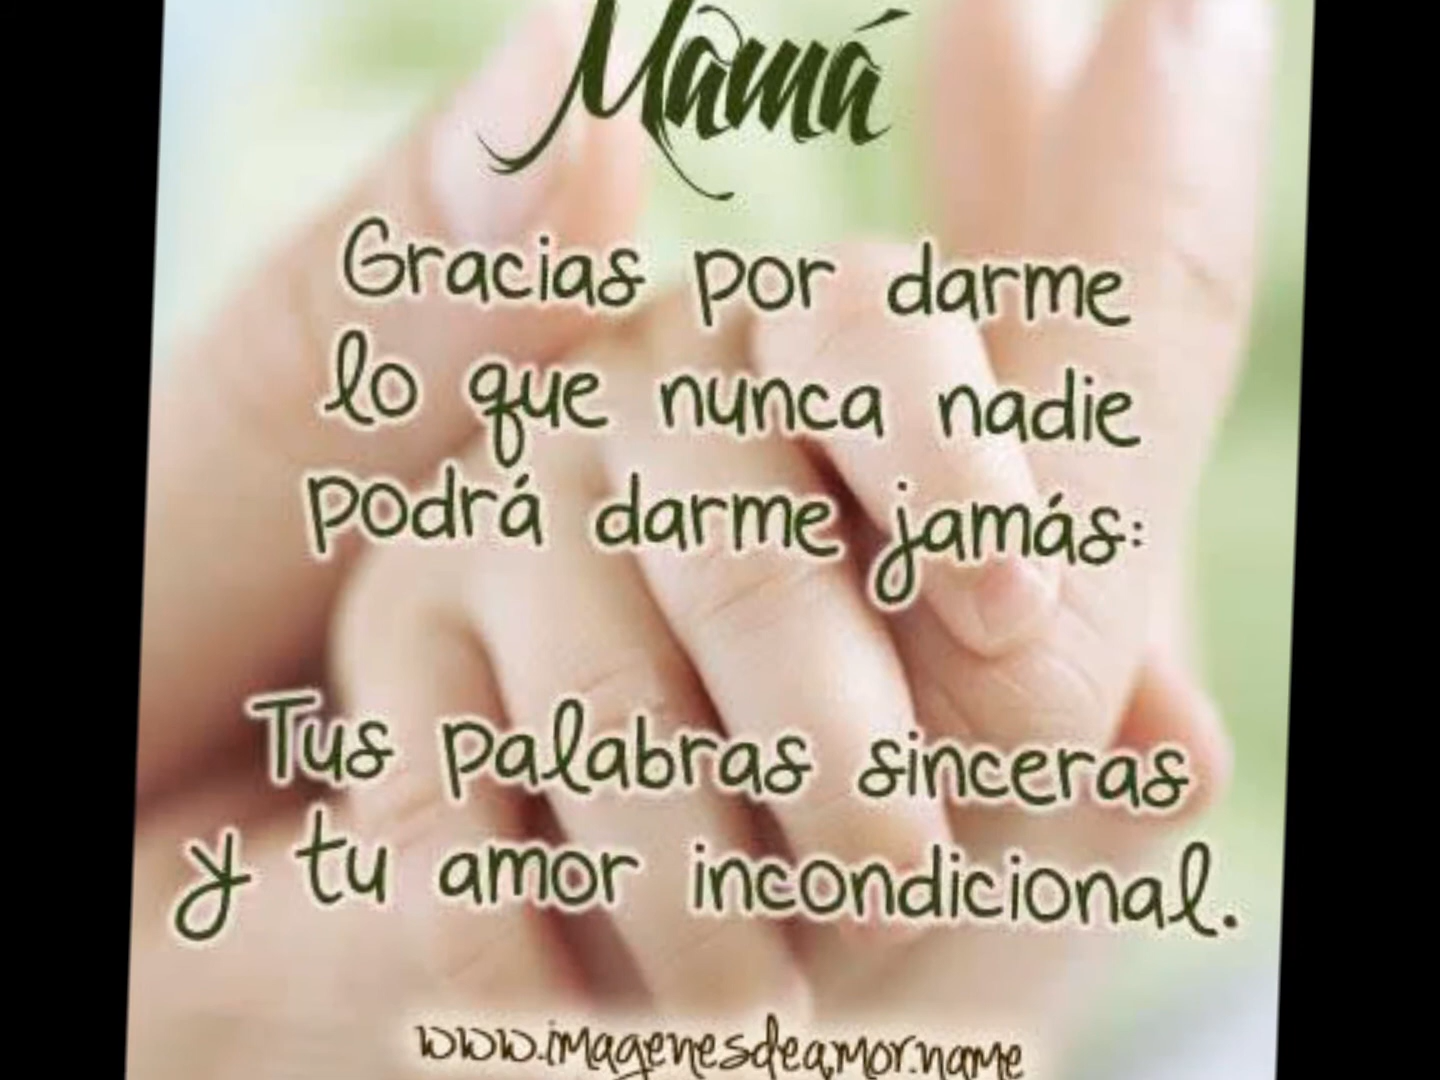 Mamá
Gracias por darme
lo que nunca nadie
podrá darme jamás:
Tus palabras sinceras
y tu amor incondicional.
www.imagenesdeamor.name